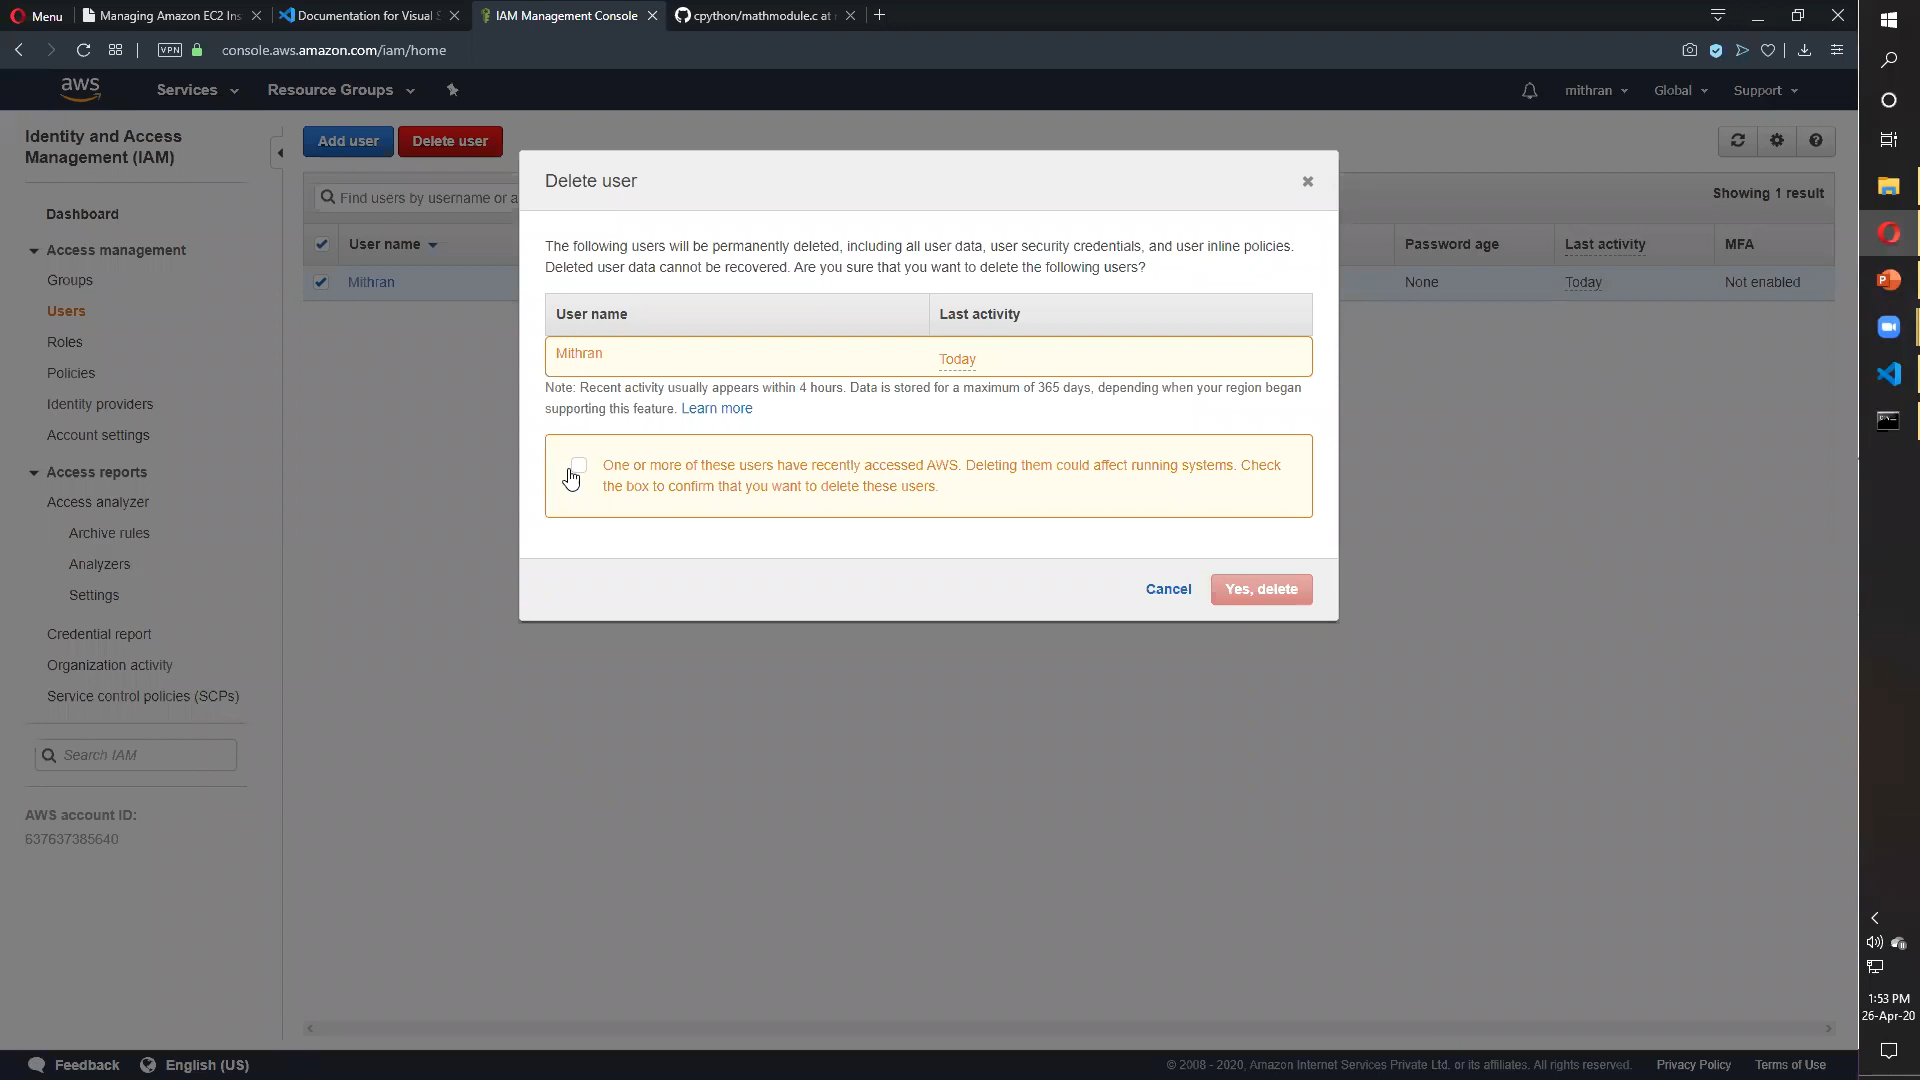 Menu
Managing Amazon EC2 Ins
Documentation for Visual S
IAM Management Console
cpython/mathmodule.c at
VPN
console.aws.amazon.com/iam/home
aws
Services
Resource Groups
mithran
Global
Support
Identity and Access
Management (IAM)
Dashboard
Access management
Groups
Users
Roles
Policies
Identity providers
Account settings
Access reports
Access analyzer
Archive rules
Analyzers
Settings
Credential report
Organization activity
Service control policies (SCPs)
Search IAM
AWS account ID:
637637385640
Add user
Delete user
Find users by username or a
Showing 1 result
User name
Password age
Last activity
MFA
Mithran
None
Today
Not enabled
Delete user
The following users will be permanently deleted, including all user data, user security credentials, and user inline policies.
Deleted user data cannot be recovered. Are you sure that you want to delete the following users?
User name
Last activity
Mithran
Today
Note: Recent activity usually appears within 4 hours. Data is stored for a maximum of 365 days, depending when your region began
supporting this feature. Learn more
One or more of these users have recently accessed AWS. Deleting them could affect running systems. Check
the box to confirm that you want to delete these users.
Cancel
Yes, delete
1:53 PM
26-Apr-20
Feedback
English (US)
© 2008 - 2020, Amazon Internet Services Private Ltd. or its affiliates. All rights reserved.
Privacy Policy
Terms of Use